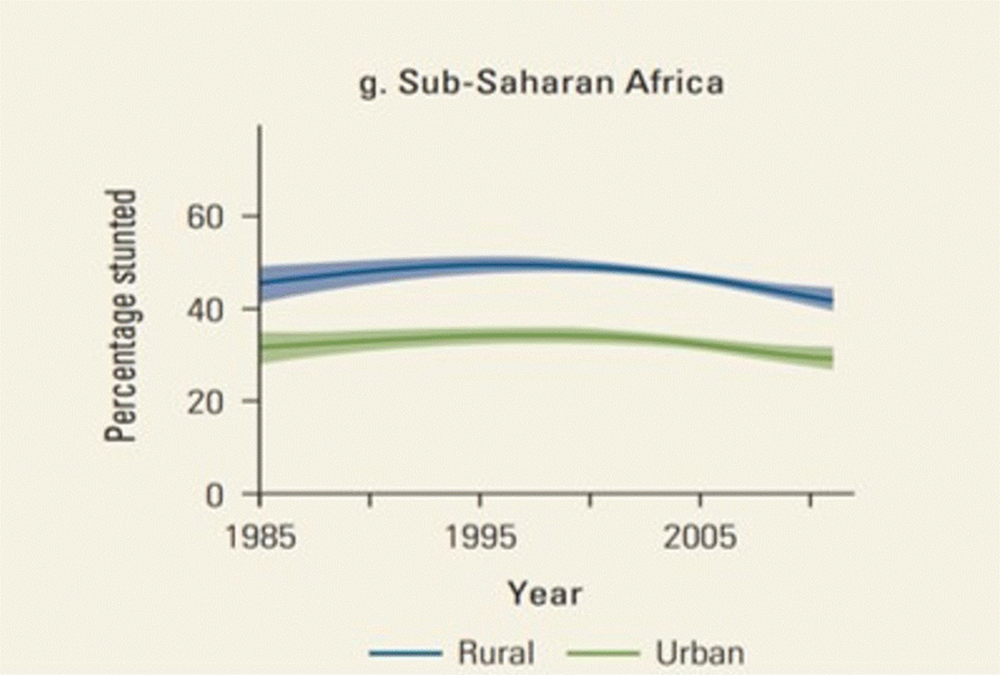 g. Sub-Saharan Africa
Percentage stunted
60
40
20
0
1985 1995 2005
Year
Rural Urban